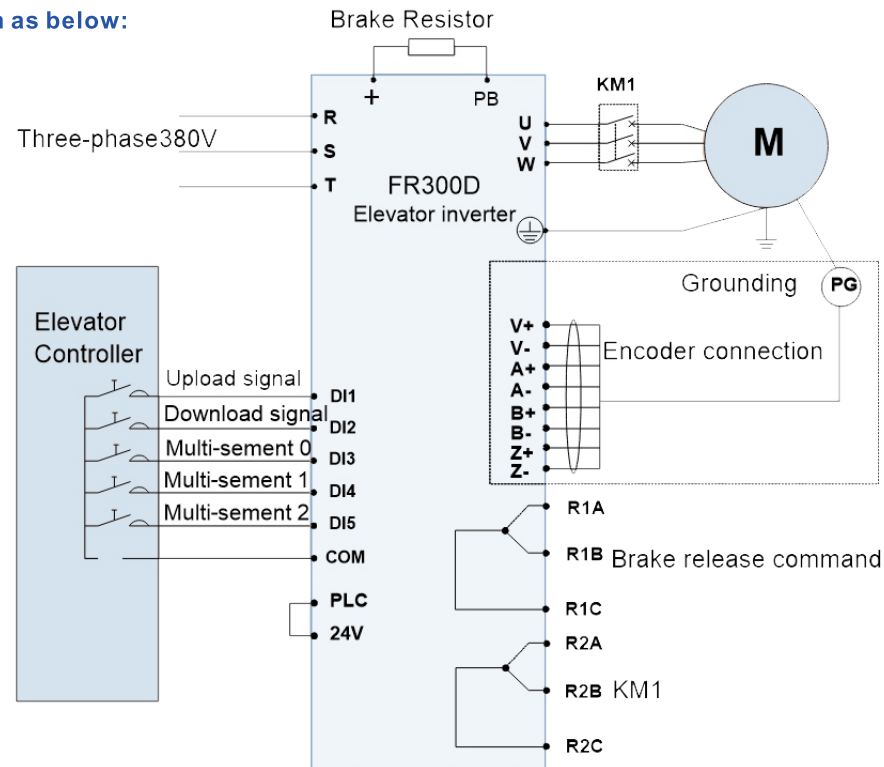 as below:
Brake Resistor
+
PB
KM1
R
S
T
Three-phase380V
U
V
W
M
FR300D
Elevator inverter
Grounding
PG
Elevator
Controller
V+
V-
A+
A-
B+
B-
Z+
Z-
Encoder connection
Upload signal
DI1
Download signal
DI2
Multi-sement 0
DI3
Multi-sement 1
DI4
Multi-sement 2
DI5
COM
PLC
24V
R1A
R1B
Brake release command
R1C
R2A
R2B
KM1
R2C